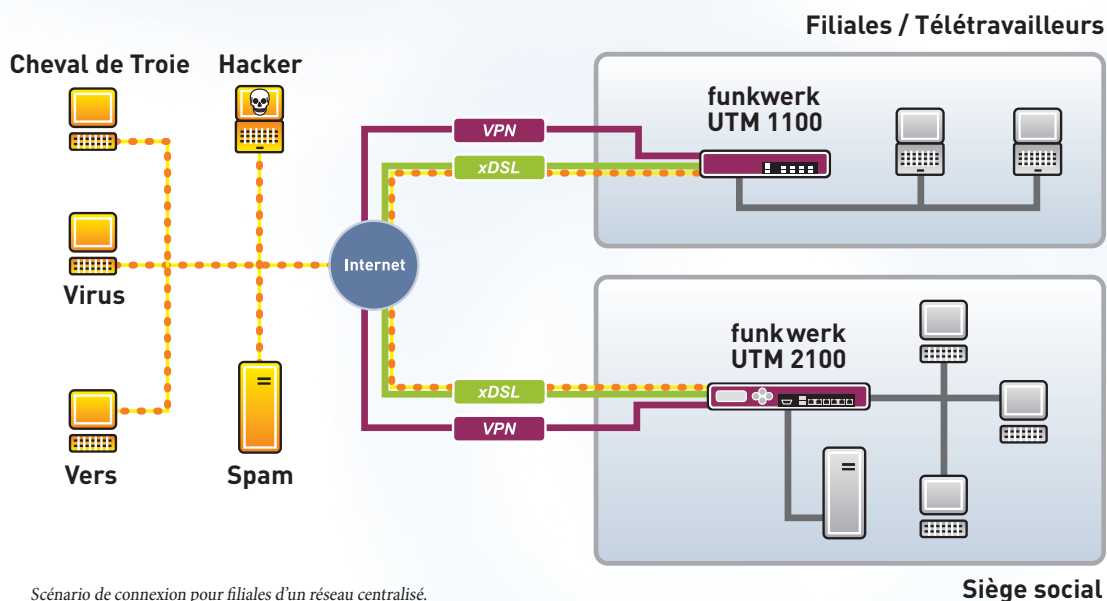 Filiales / Télétravailleurs
Cheval de Troie
Hacker
funkwerk
UTM 1100
VPN
xDSL
Internet
Virus
funkwerk
UTM 2100
xDSL
VPN
Vers
Spam
Siège social
Scénario de connexion pour filiales d'un réseau centralisé.